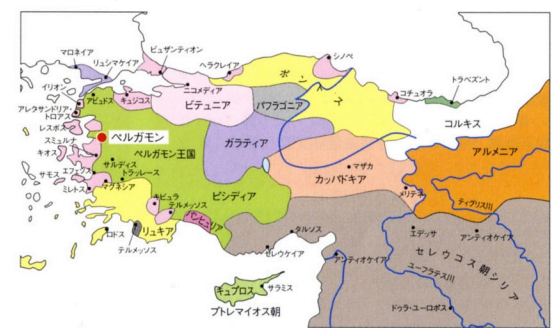 マロネイア
ビュザンティオン
シノペ
リュシマケイア
ヘラクレイア
ポントス
イリオン
ニコメディア
コチュオラ
トラペズント
アビュドス
キュジコス
ビテュニア
パフラゴニア
アレクサンドリア・
トロアス
コルキス
レスボス
ペルガモン
ガラティア
アルメニア
スミュルナ
ペルガモン王国
キオス
サルディス
マザカ
カッパドキア
サモス
エフェソス
トラッレース
ピシディア
メリテネ
ミレトス
マグネシア
ティグリス川
キビュラ
テルメッソス
パンヒュリア
タルソス
エデッサ
アンティオケイア
ロドス
リュキア
セレウコス朝シリア
テルメッソス
セレウケイア
アンティオケイア
ユーフラテス川
キュプロス
サラミス
ドゥラ・ユーロポス
プトレマイオス朝